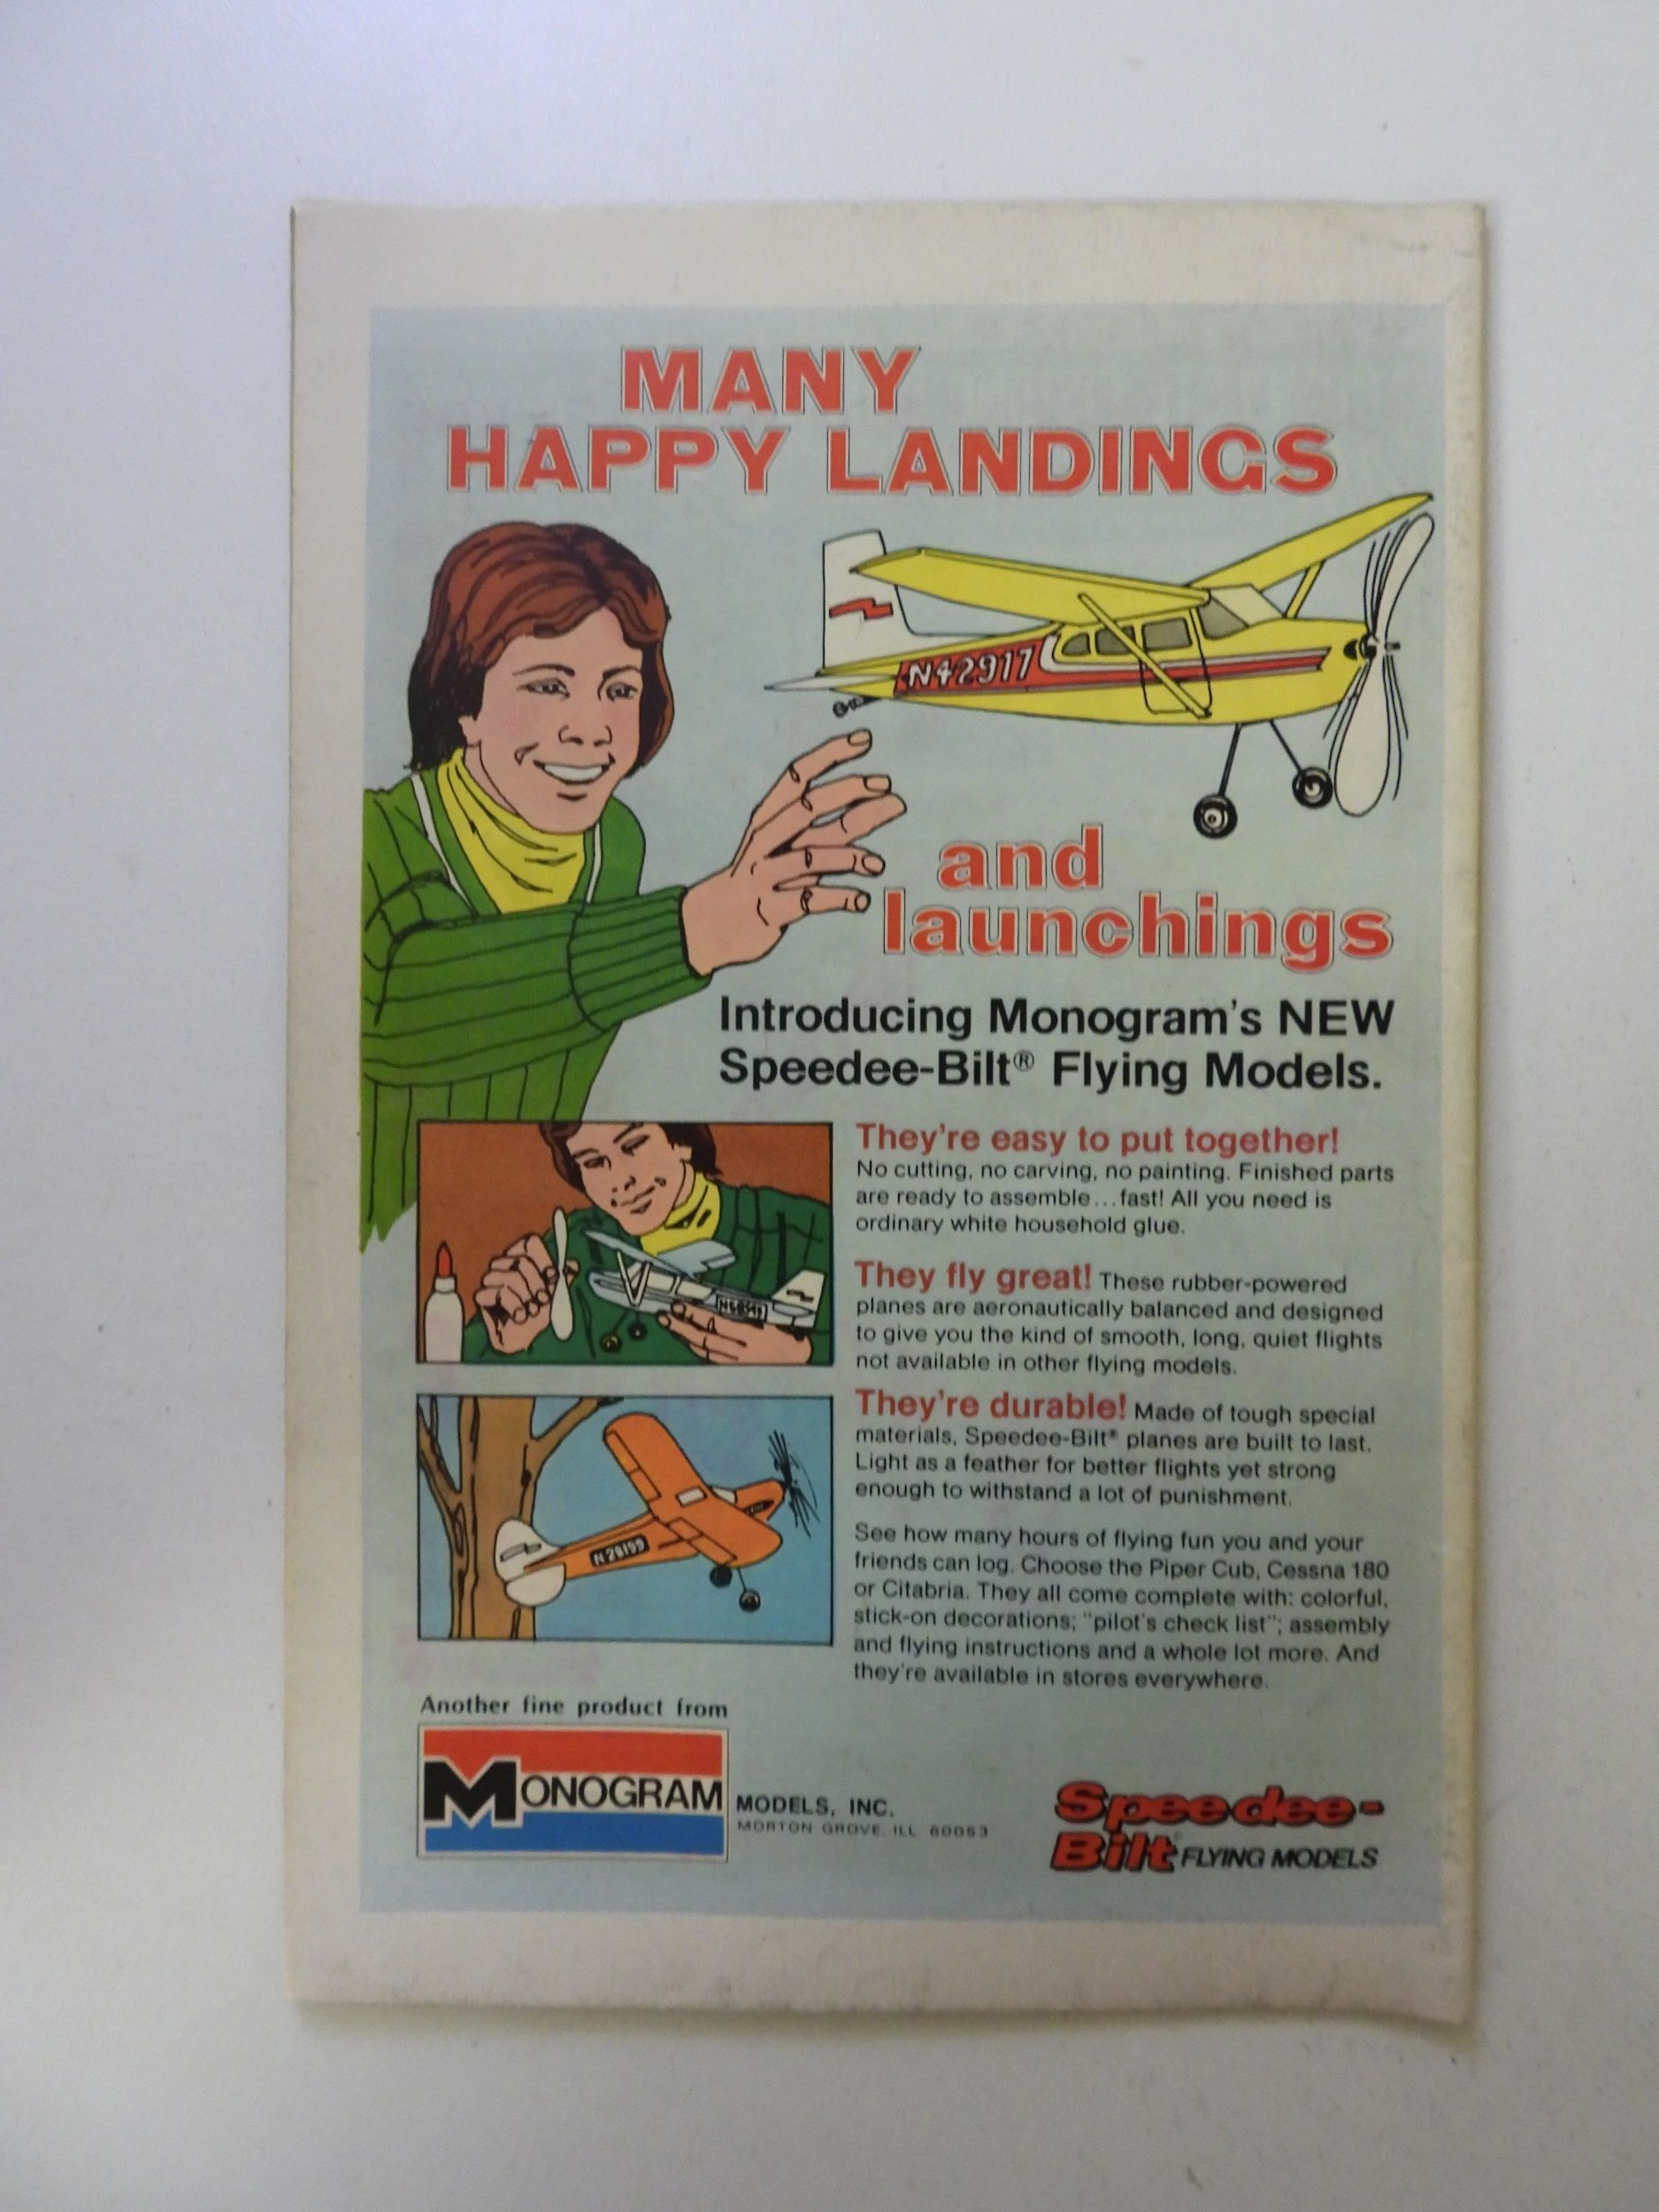 MANY
HAPPY LANDINGS
N42917
and
launchings
Introducing Monogram's NEW
Speedee-Bilt® Flying Models.
They're easy to put together!
No cutting, no carving, no painting. Finished parts
are ready to assemble...fast! All you need is
ordinary white household glue.
They fly great! These rubber-powered
planes are aeronautically balanced and designed
to give you the kind of smooth, long, quiet flights
not available in other flying models.
They're durable! Made of tough special
materials, Speedee-Bilt® planes are built to last.
Light as a feather for better flights yet strong
enough to withstand a lot of punishment.
N26199
See how many hours of flying fun you and your
friends can log. Choose the Piper Cub, Cessna 180
or Citabria. They all come complete with: colorful,
stick-on decorations; "pilot's check list"; assembly
and flying instructions and a whole lot more. And
they're available in stores everywhere.
Another fine product from
MONOGRAM MODELS, INC.
MORTON GROVE, ILL 60053
Speedee-
Bilt® FLYING MODELS